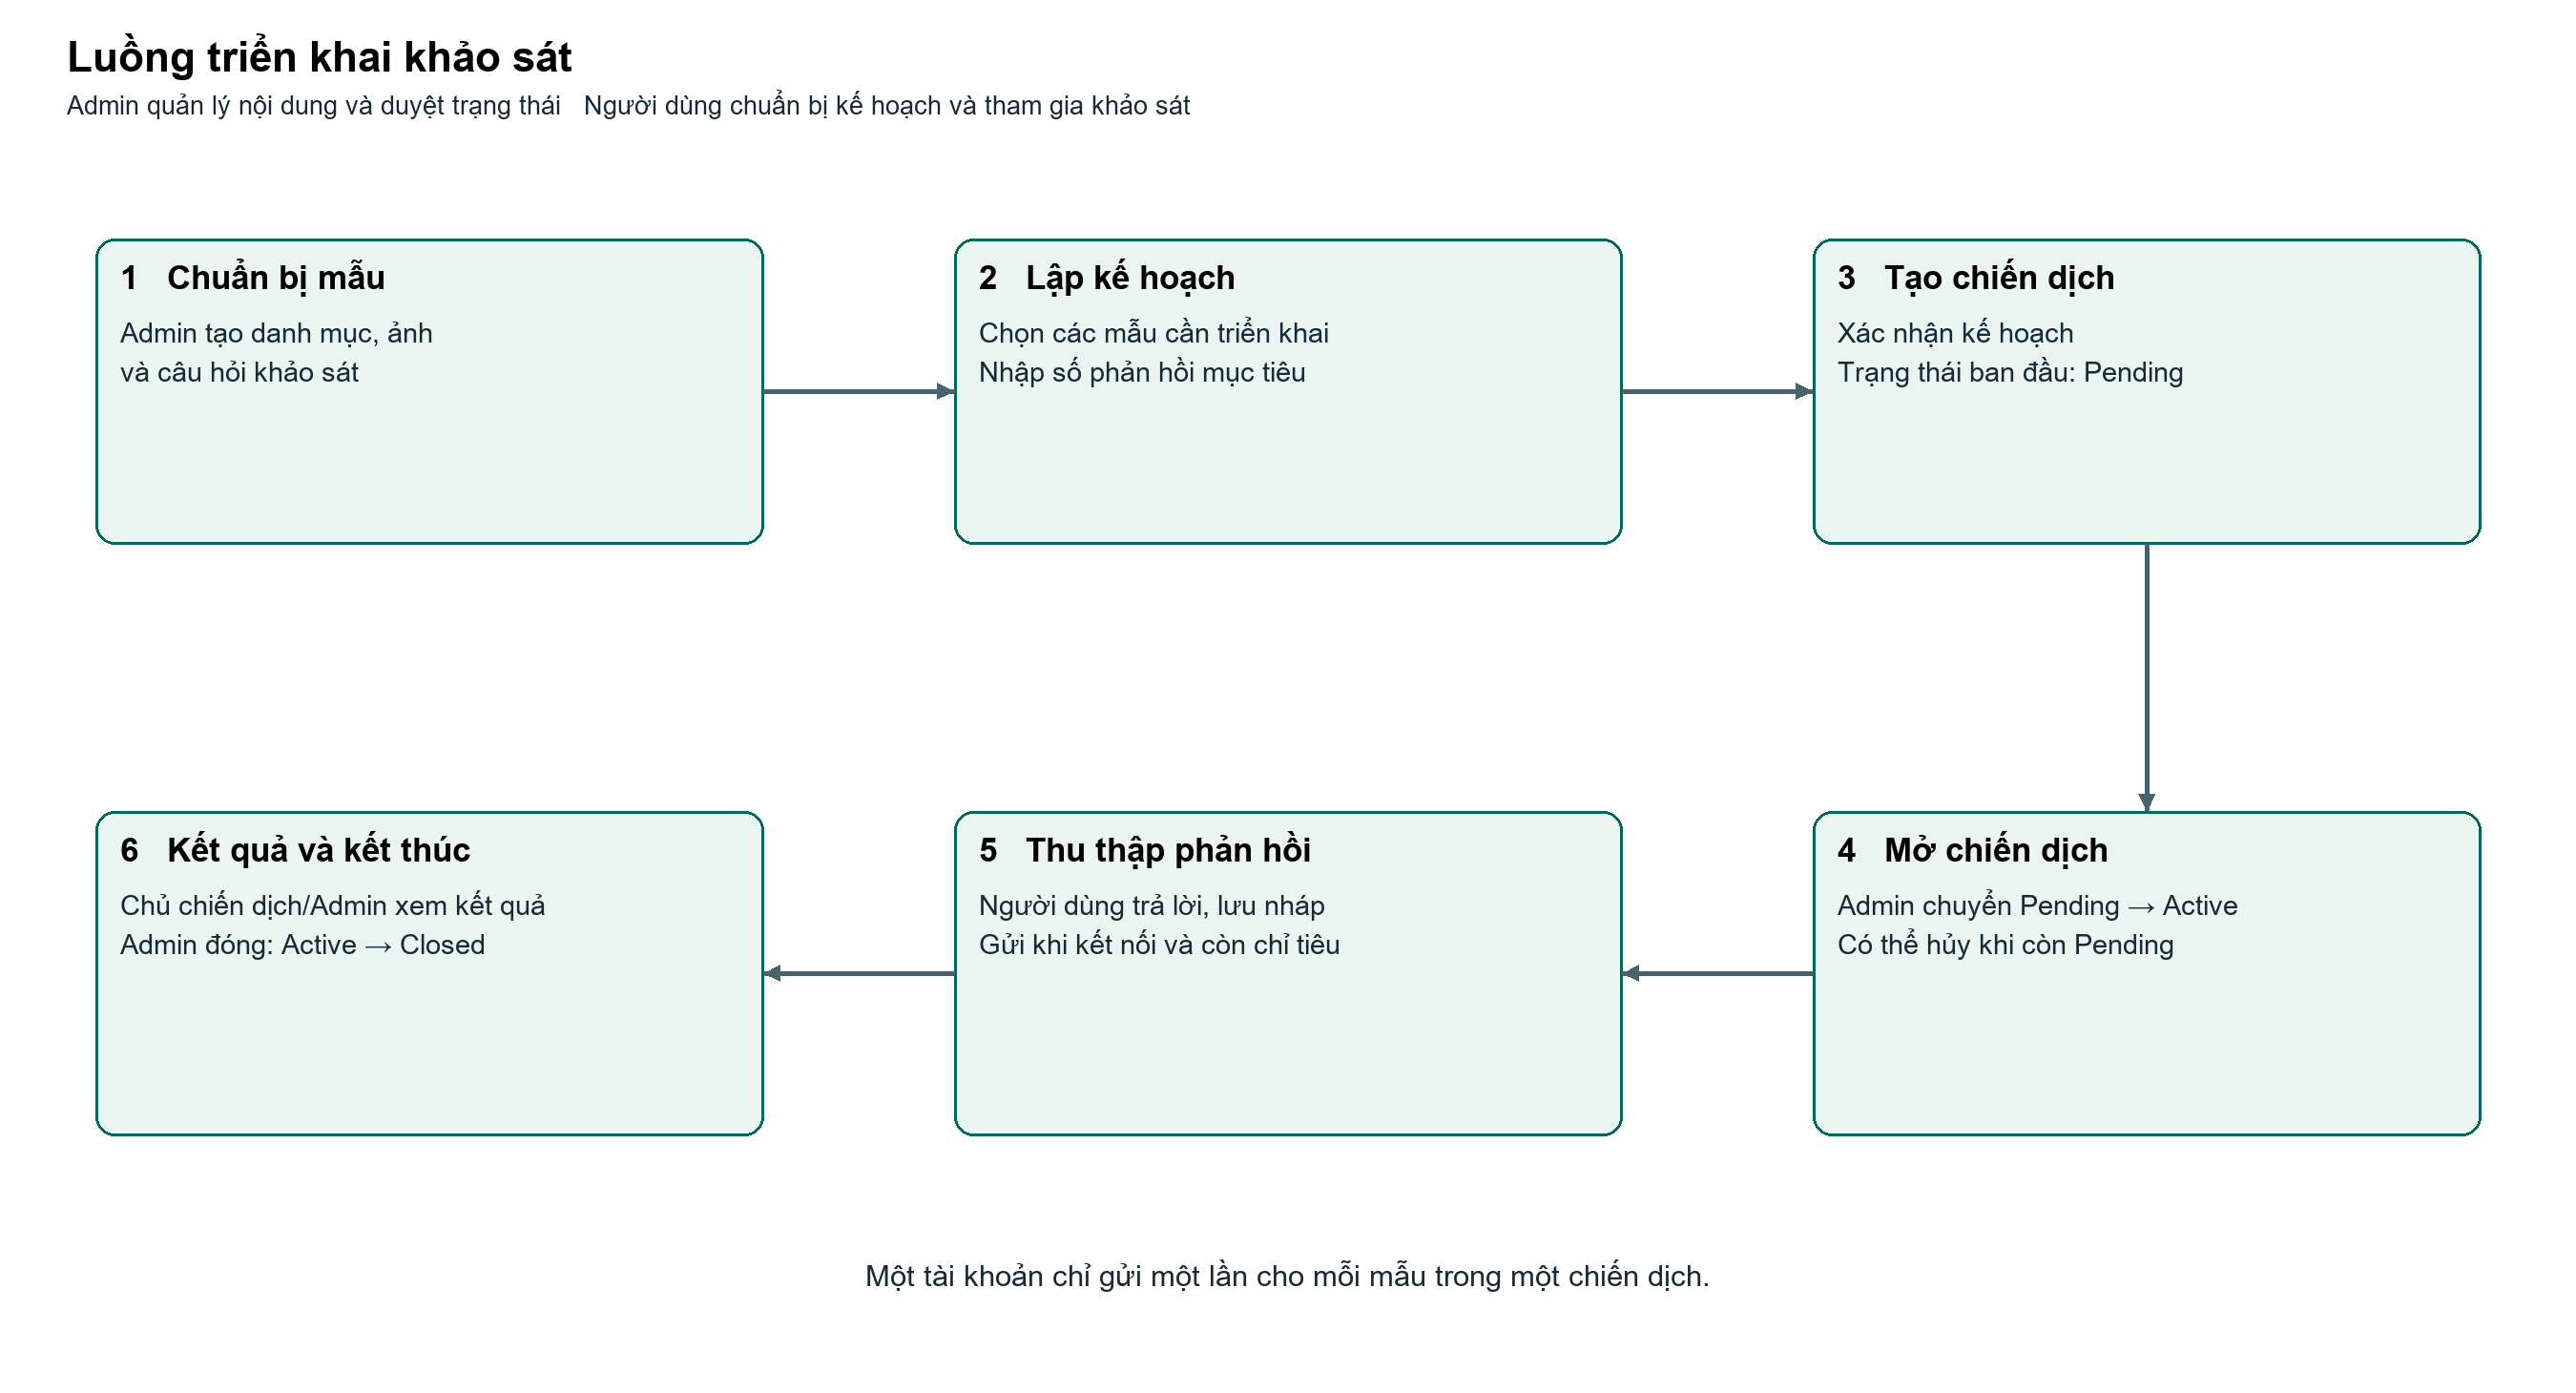 Luồng triển khai khảo sát
Admin quản lý nội dung và duyệt trạng thái   Người dùng chuẩn bị kế hoạch và tham gia khảo sát
1   Chuẩn bị mẫu
Admin tạo danh mục, ảnh
và câu hỏi khảo sát
2   Lập kế hoạch
Chọn các mẫu cần triển khai
Nhập số phản hồi mục tiêu
3   Tạo chiến dịch
Xác nhận kế hoạch
Trạng thái ban đầu: Pending
4   Mở chiến dịch
Admin chuyển Pending → Active
Có thể hủy khi còn Pending
5   Thu thập phản hồi
Người dùng trả lời, lưu nháp
Gửi khi kết nối và còn chỉ tiêu
6   Kết quả và kết thúc
Chủ chiến dịch/Admin xem kết quả
Admin đóng: Active → Closed
Một tài khoản chỉ gửi một lần cho mỗi mẫu trong một chiến dịch.